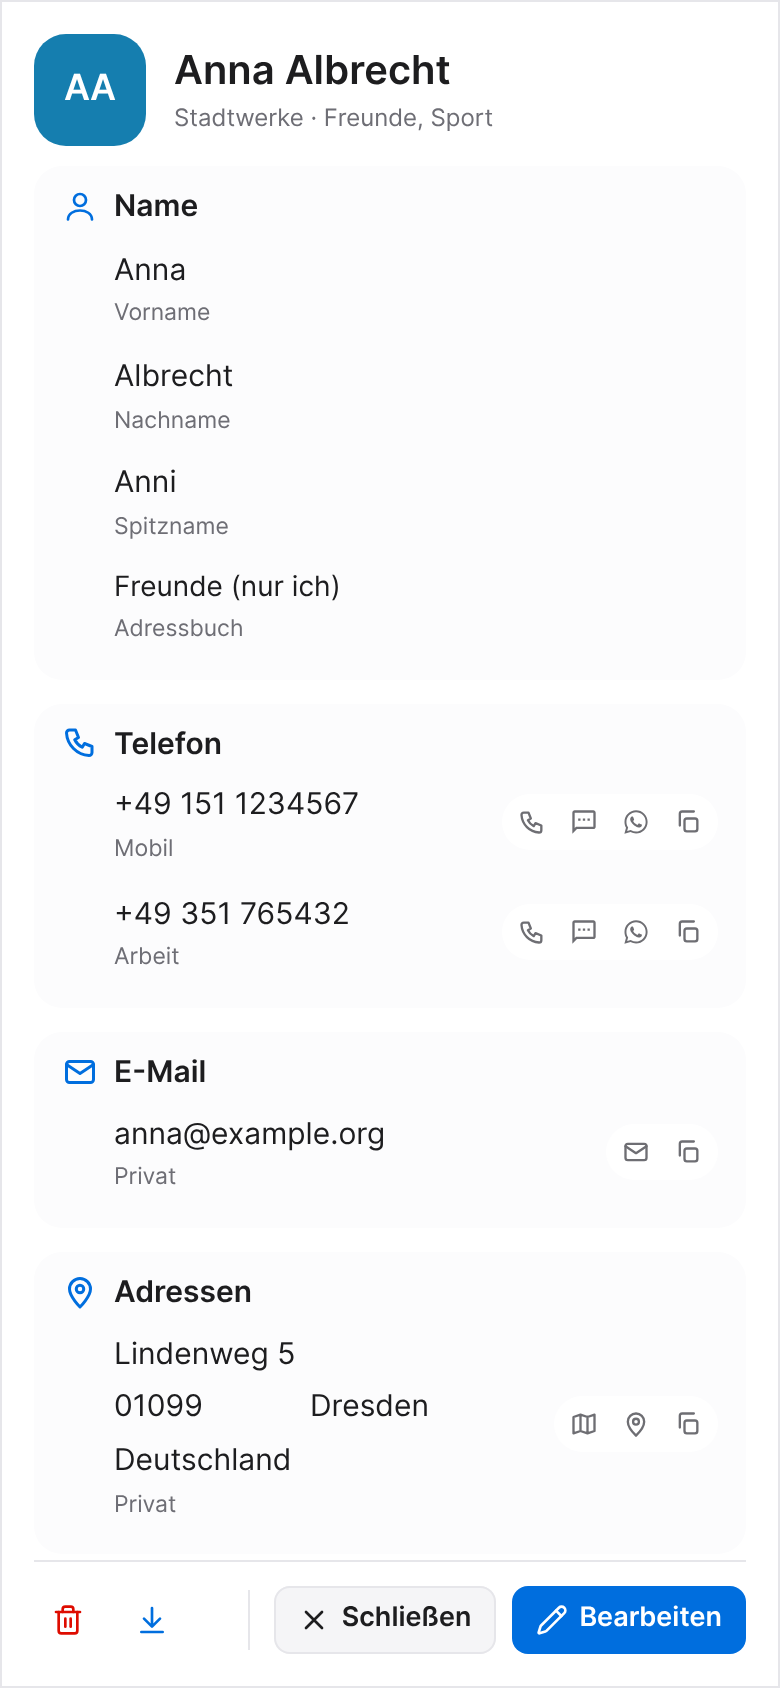 AA
Anna Albrecht
Stadtwerke · Freunde, Sport
Name
Anna
Vorname
Albrecht
Nachname
Anni
Spitzname
Freunde (nur ich)
Adressbuch
Telefon
+49 151 1234567
Mobil
+49 351 765432
Arbeit
E-Mail
anna@example.org
Privat
Adressen
Lindenweg 5
01099 Dresden
Deutschland
Privat
Schließen Bearbeiten